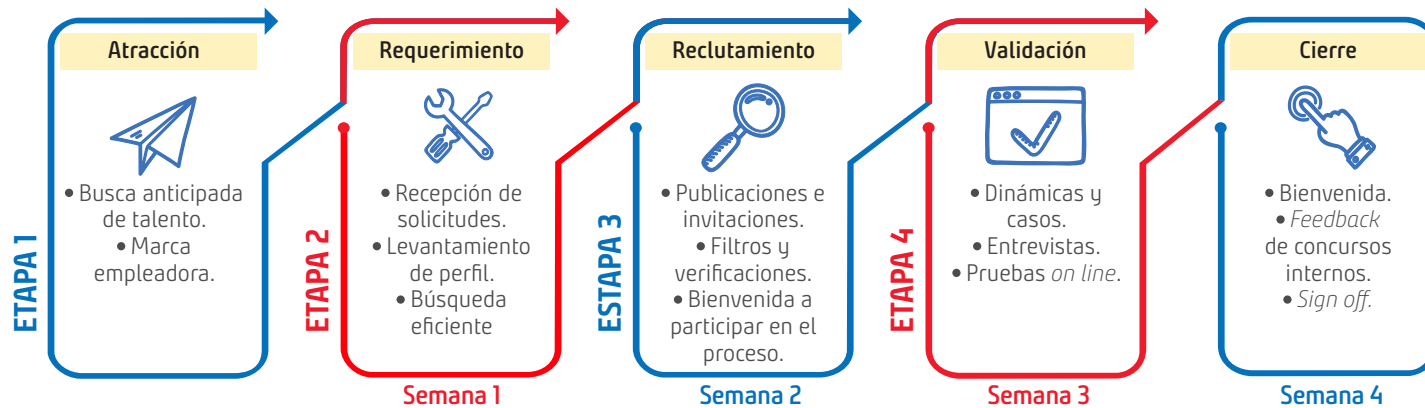 Atracción
• Busca anticipada
de talento.
• Marca
empleadora.
ETAPA 1
Requerimiento
• Recepción de
solicitudes.
• Levantamiento
de perfil.
• Búsqueda
eficiente
ETAPA 2
Semana 1
Reclutamiento
• Publicaciones e
invitaciones.
• Filtros y
verificaciones.
• Bienvenida a
participar en el
proceso.
ESTAPA 3
Semana 2
Validación
• Dinámicas y
casos.
• Entrevistas.
• Pruebas on line.
ETAPA 4
Semana 3
Cierre
• Bienvenida.
• Feedback
de concursos
internos.
• Sign off.
Semana 4